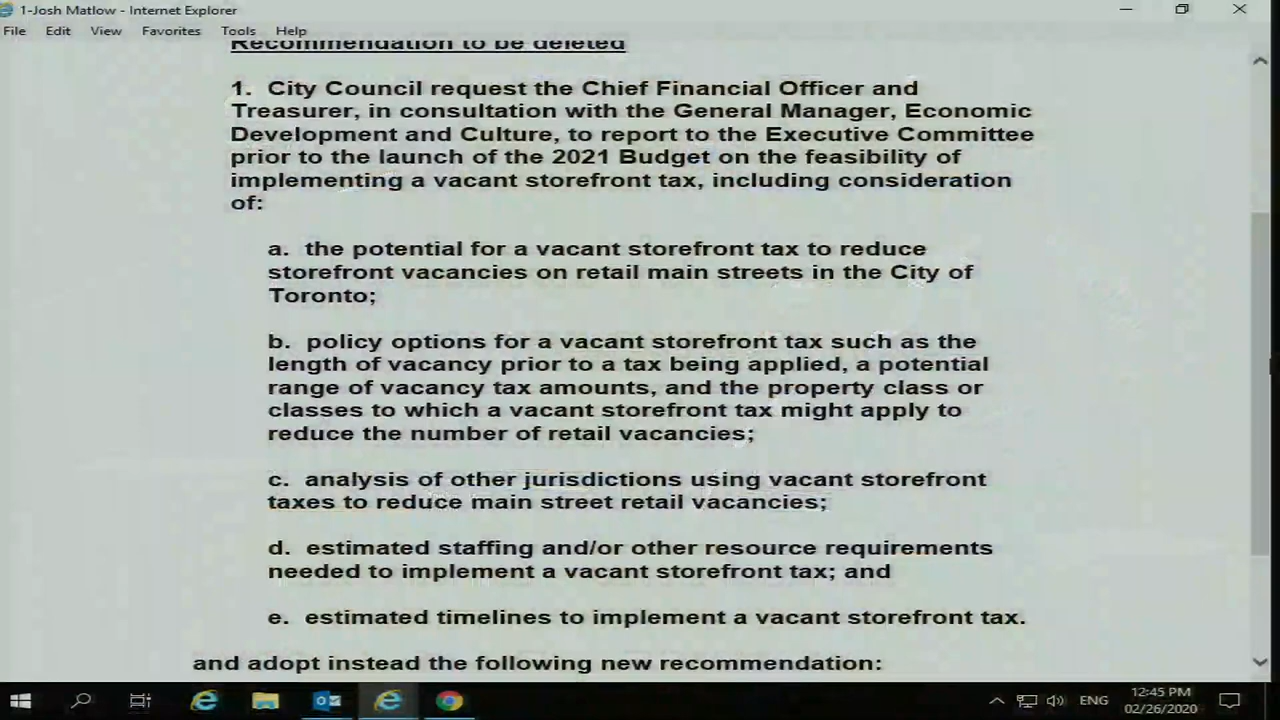 1-Josh Matlow - Internet Explorer
File Edit View Favorites Tools Help
Recommendation to be deleted
1. City Council request the Chief Financial Officer and
Treasurer, in consultation with the General Manager, Economic
Development and Culture, to report to the Executive Committee
prior to the launch of the 2021 Budget on the feasibility of
implementing a vacant storefront tax, including consideration
of:
a. the potential for a vacant storefront tax to reduce
storefront vacancies on retail main streets in the City of
Toronto;
b. policy options for a vacant storefront tax such as the
length of vacancy prior to a tax being applied, a potential
range of vacancy tax amounts, and the property class or
classes to which a vacant storefront tax might apply to
reduce the number of retail vacancies;
c. analysis of other jurisdictions using vacant storefront
taxes to reduce main street retail vacancies;
d. estimated staffing and/or other resource requirements
needed to implement a vacant storefront tax; and
e. estimated timelines to implement a vacant storefront tax.
and adopt instead the following new recommendation:
ENG
12:45 PM
02/26/2020